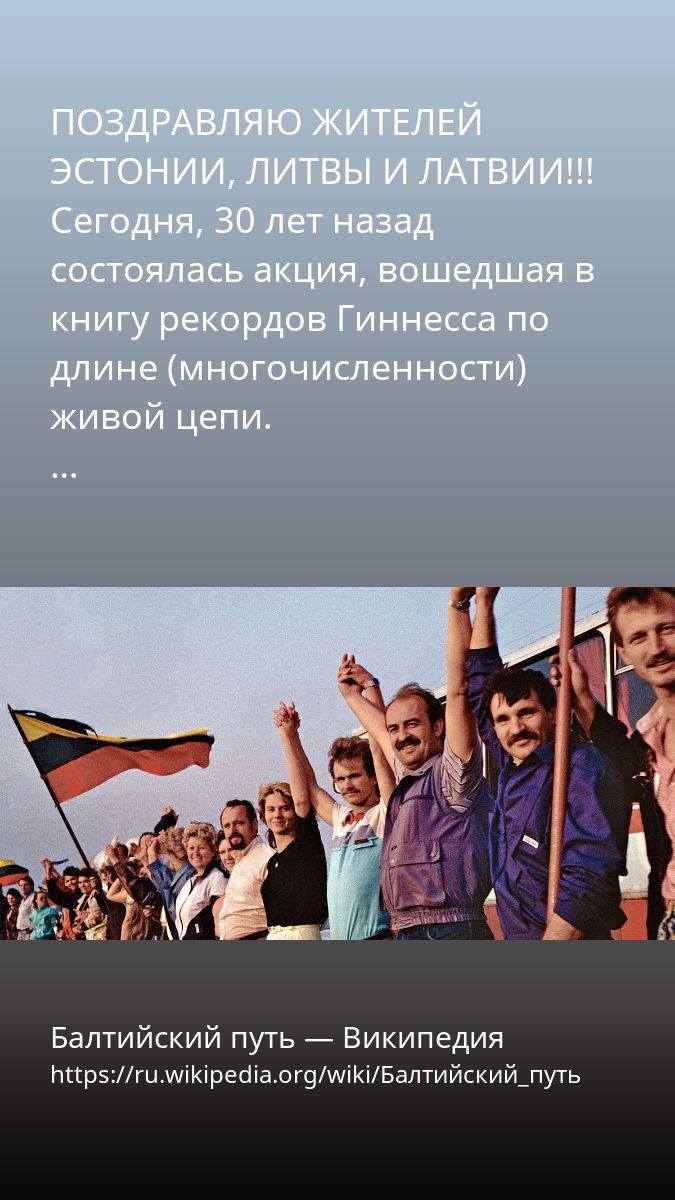 ПОЗДРАВЛЯЮ ЖИТЕЛЕЙ
ЭСТОНИИ, ЛИТВЫ И ЛАТВИИ!!!
Сегодня, 30 лет назад
состоялась акция, вошедшая в
книгу рекордов Гиннесса по
длине (многочисленности)
живой цепи.
...
Балтийский путь — Википедия
https://ru.wikipedia.org/wiki/Балтийский_путь